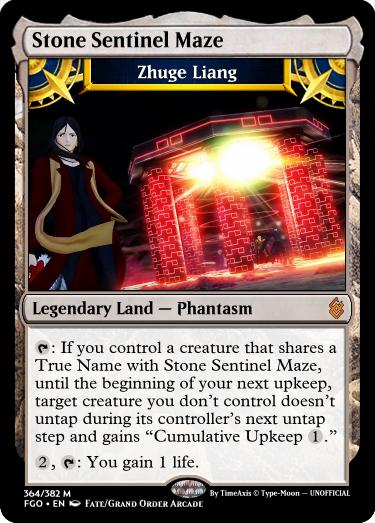 Stone Sentinel Maze
Zhuge Liang
Legendary Land — Phantasm
: If you control a creature that shares a
True Name with Stone Sentinel Maze,
until the beginning of your next upkeep,
target creature you don't control doesn't
untap during its controller's next untap
step and gains “Cumulative Upkeep 1.”
2, : You gain 1 life.
364/382 M
FGO • EN Fate/Grand Order Arcade
By TimeAxis © Type-Moon — UNOFFICIAL